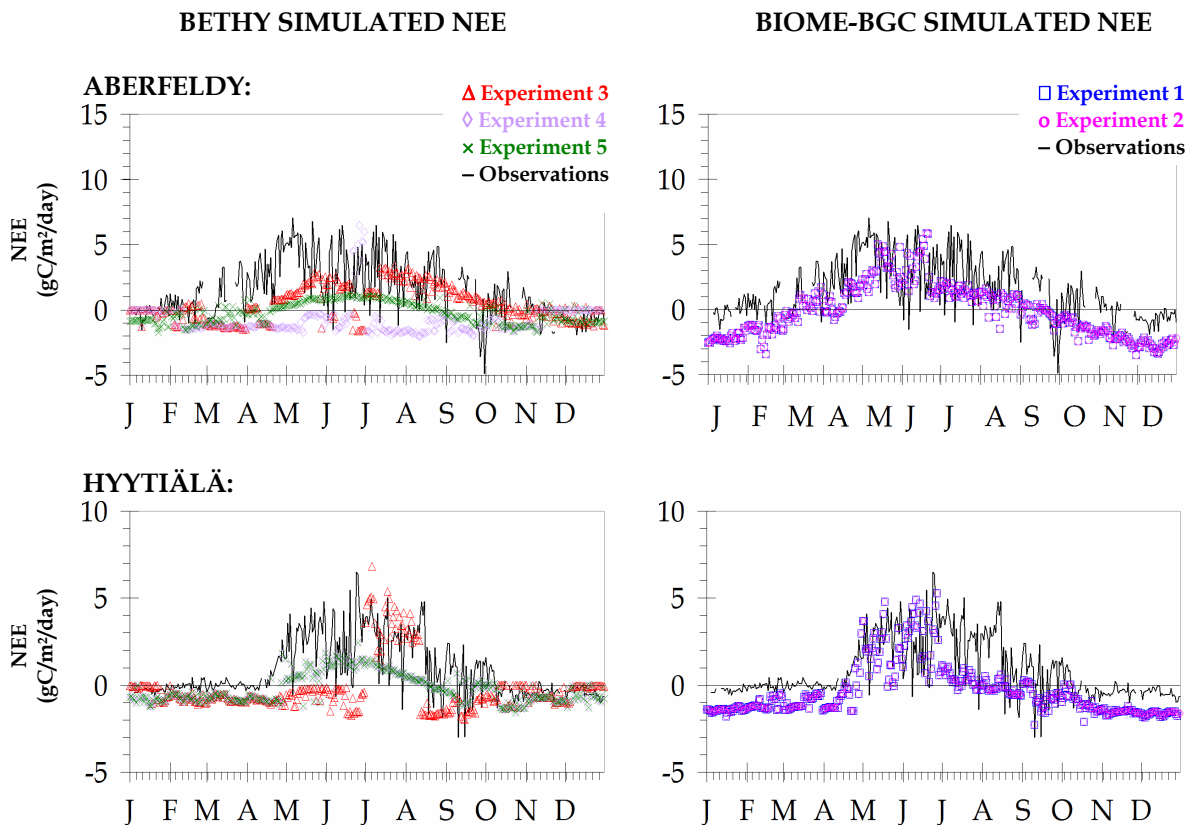 BETHY SIMULATED NEE
BIOME-BGC SIMULATED NEE
ABERFELDY:
Experiment 3
Experiment 4
Experiment 5
Observations
Experiment 1
Experiment 2
Observations
NEE
(gC/m²/day)
15
10
5
0
-5
J F M A M J J A S O N D
15
10
5
0
-5
J F M A M J J A S O N D
HYYTIÄLÄ:
NEE
(gC/m²/day)
10
5
0
-5
J F M A M J J A S O N D
10
5
0
-5
J F M A M J J A S O N D